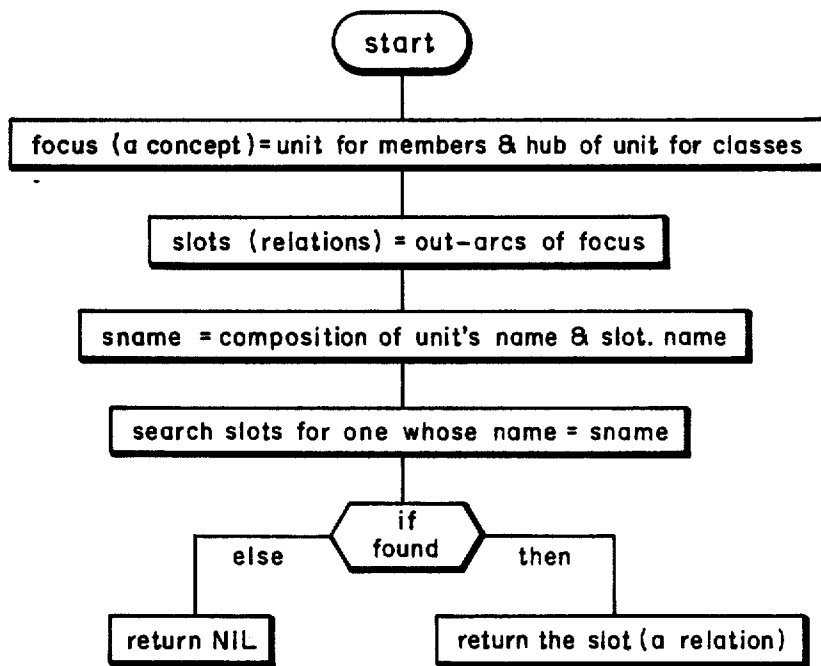 start
focus (a concept)=unit for members & hub of unit for classes
slots (relations) = out-arcs of focus
sname = composition of unit's name & slot. name
search slots for one whose name = sname
if
found
else
then
return NIL
return the slot (a relation)